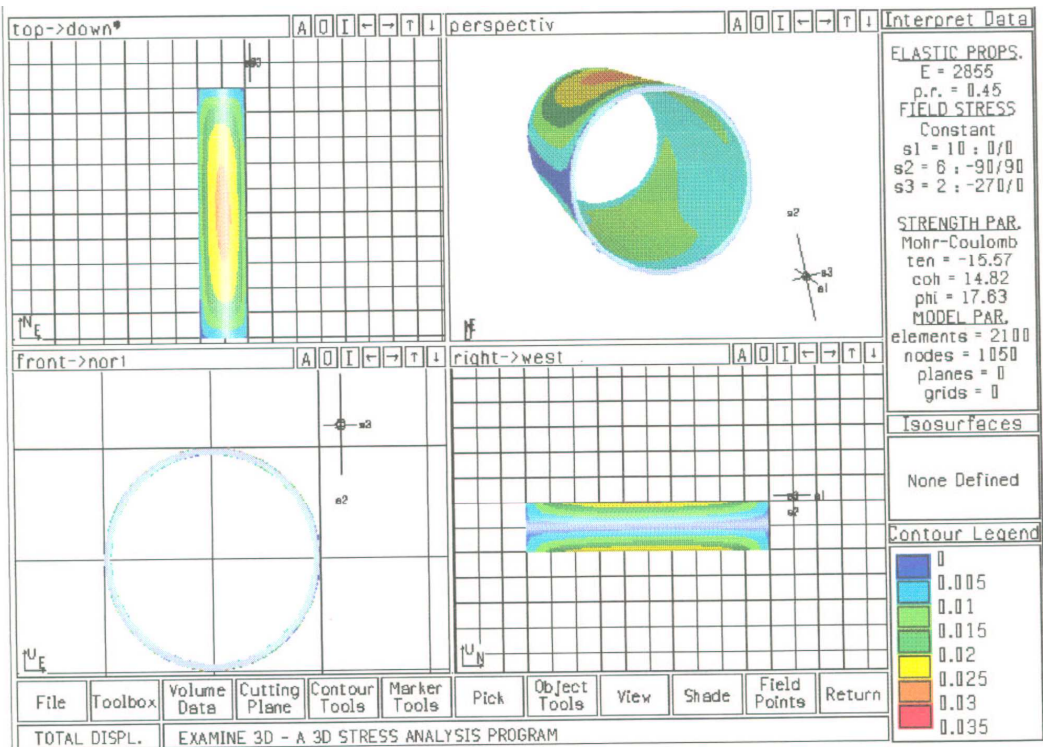 top->down*
A O I ← → ↑ ↓
perspectiv
A O I ← → ↑ ↓
s3
N E
s2
s3
s1
Interpret Data
ELASTIC PROPS.
E = 2855
p.r. = 0.45
FIELD STRESS
Constant
s1 = 10 : 0/0
s2 = 6 : -90/90
s3 = 2 : -270/0
STRENGTH PAR.
Mohr-Coulomb
ten = -15.57
coh = 14.82
phi = 17.63
MODEL PAR.
elements = 2100
nodes = 1050
planes = 0
grids = 0
front->nort
A O I ← → ↑ ↓
right->west
A O I ← → ↑ ↓
s3
s2
U E
s3 s1
s2
U N
Isosurfaces
None Defined
Contour Legend
0
0.005
0.01
0.015
0.02
0.025
0.03
0.035
File
Toolbox
Volume Data
Cutting Plane
Contour Tools
Marker Tools
Pick
Object Tools
View
Shade
Field Points
Return
TOTAL DISPL.
EXAMINE 3D - A 3D STRESS ANALYSIS PROGRAM